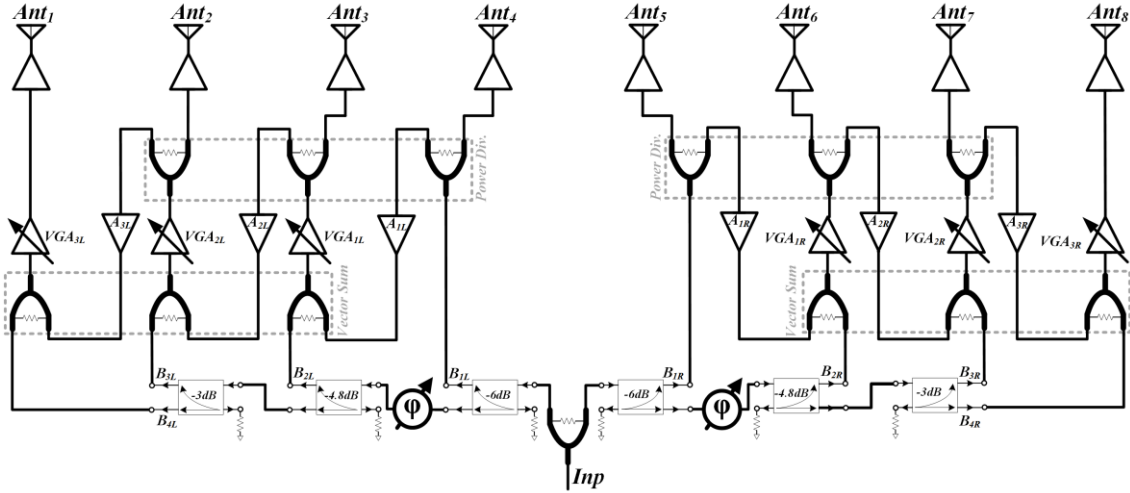 Ant1 Ant2 Ant3 Ant4 Ant5 Ant6 Ant7 Ant8
Power Div. Power Div.
A3L A2L A1L A1R A2R A3R
VGA3L VGA2L VGA1L VGA1R VGA2R VGA3R
Vector Sum Vector Sum
B3L B2L B1L B1R B2R B3R
-3dB -4.8dB φ -6dB -6dB φ -4.8dB -3dB
B4L B4R
Inp